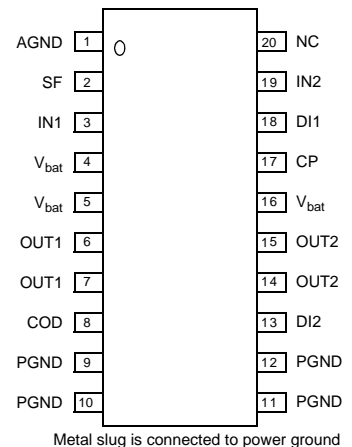 AGND 1 20 NC
SF 2 19 IN2
IN1 3 18 DI1
Vbat 4 17 CP
Vbat 5 16 Vbat
OUT1 6 15 OUT2
OUT1 7 14 OUT2
COD 8 13 DI2
PGND 9 12 PGND
PGND 10 11 PGND
Metal slug is connected to power ground